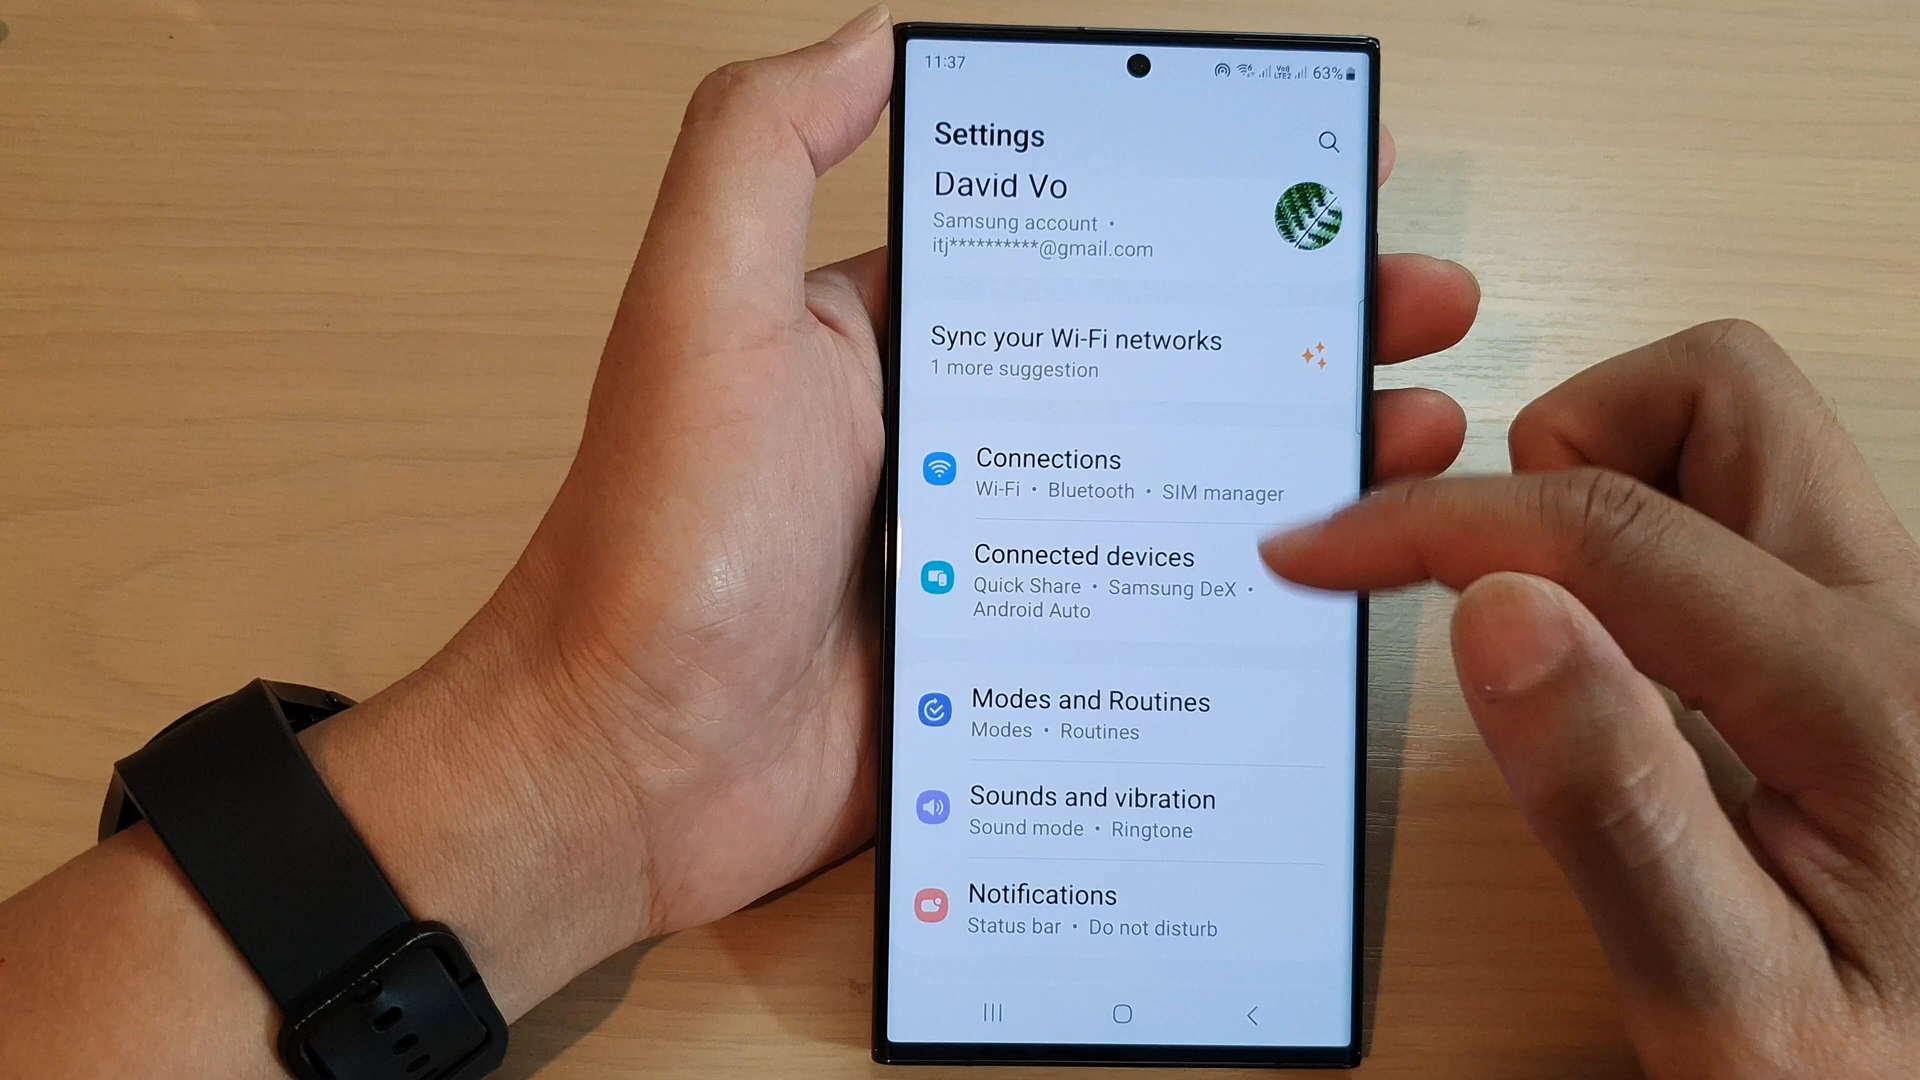 11:37
Vo)) LTE2 63%
Settings
David Vo
Samsung account •
itj**********@gmail.com
Sync your Wi-Fi networks
1 more suggestion
Connections
Wi-Fi • Bluetooth • SIM manager
Connected devices
Quick Share • Samsung DeX •
Android Auto
Modes and Routines
Modes • Routines
Sounds and vibration
Sound mode • Ringtone
Notifications
Status bar • Do not disturb